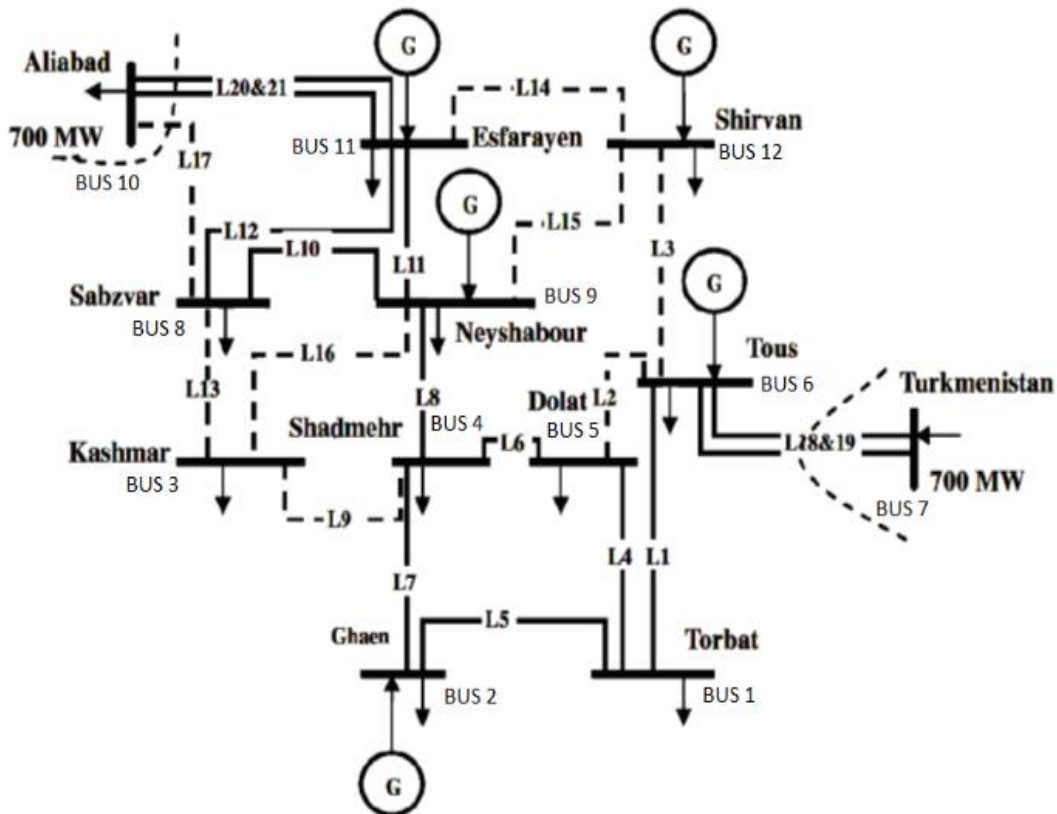 G
G
Aliabad
L20&21
L14
Shirvan
BUS 11
Esfarayen
BUS 12
700 MW
L17
BUS 10
G
L12
L15
L10
L11
L3
G
Sabzvar
BUS 9
BUS 8
Neyshabour
Tous
L16
BUS 6
Turkmenistan
L13
L8
Dolat
L2
Shadmehr
BUS 4
BUS 5
L18&19
Kashmar
L6
700 MW
BUS 3
BUS 7
L9
L7
L4
L1
Ghaen
L5
Torbat
BUS 2
BUS 1
G